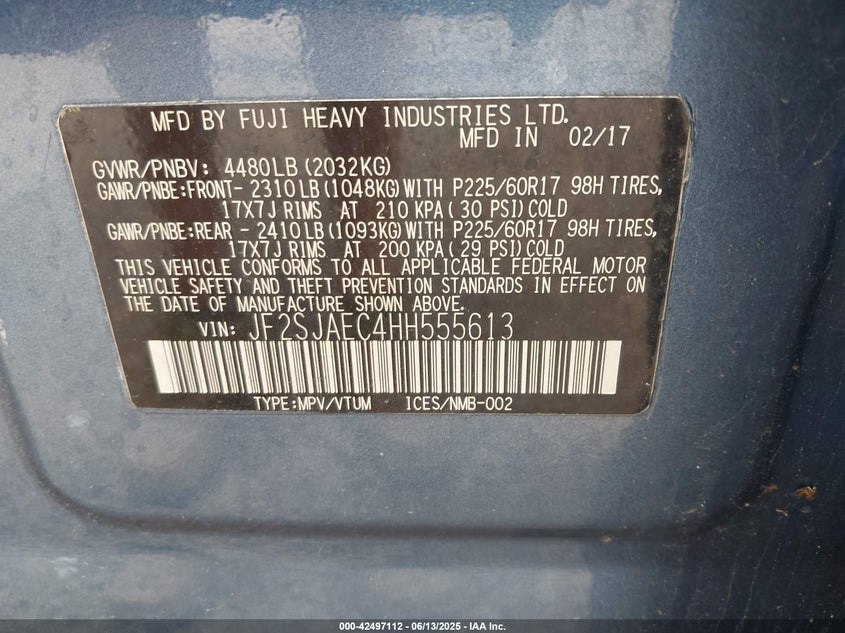 MFD BY FUJI HEAVY INDUSTRIES LTD.
MFD IN 02/17
GVWR/PNBV: 4480LB (2032KG)
GAWR/PNBE:FRONT- 2310LB (1048KG) WITH P225/60R17 98H TIRES,
17X7J RIMS AT 210 KPA ( 30 PSI) COLD
GAWR/PNBE:REAR - 2410LB (1093KG) WITH P225/60R17 98H TIRES,
17X7J RIMS AT 200 KPA ( 29 PSI) COLD
THIS VEHICLE CONFORMS TO ALL APPLICABLE FEDERAL MOTOR
VEHICLE SAFETY AND THEFT PREVENTION STANDARDS IN EFFECT ON
THE DATE OF MANUFACTURE SHOWN ABOVE.
VIN: JF2SJAEC4HH555613
TYPE:MPV/VTUM ICES/NMB-002
000-42497112 - 06/13/2025 - IAA Inc.